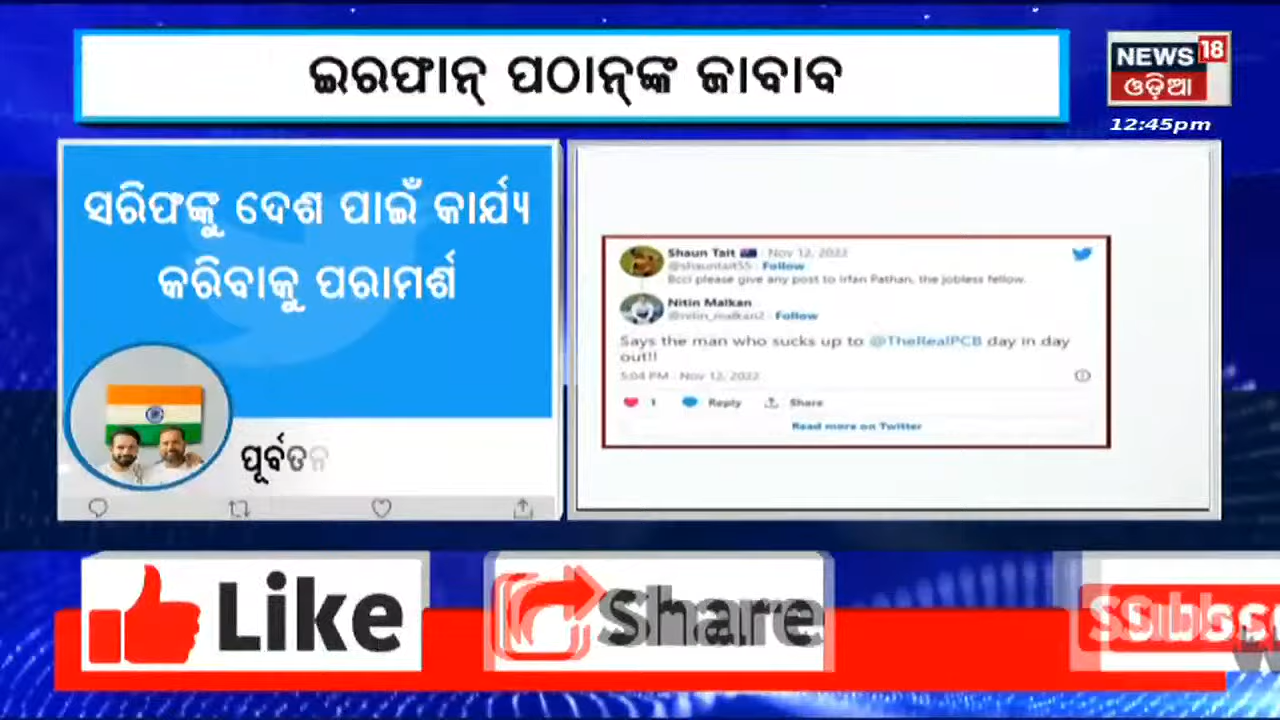 ଇରଫାନ୍ ପଠାନ୍‌ଙ୍କ ଜାବାବ
NEWS 18
ଓଡ଼ିଆ
12:45pm
ସରିଫଙ୍କୁ ଦେଶ ପାଇଁ କାର୍ଯ୍ୟ
କରିବାକୁ ପରାମର୍ଶ
ପୂର୍ବତନ
Shaun Tait · Nov 12, 2022
@shauntait55 · Follow
Bcci please give any post to Irfan Pathan, the jobless fellow.
Nitin Malkan
@nitin_malkan2 · Follow
Says the man who sucks up to @TheRealPCB day in day
out!!
5:04 PM · Nov 12, 2022
1 Reply Share
Read more on Twitter
Like
Share